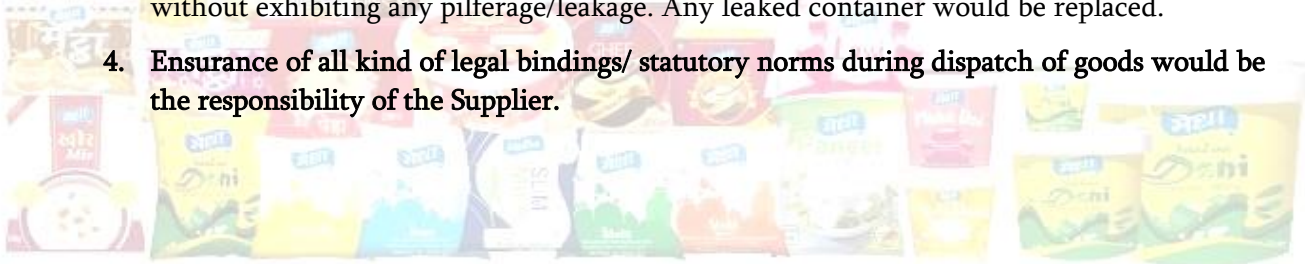 without exhibiting any pilferage/leakage. Any leaked container would be replaced.
4. Ensurance of all kind of legal bindings/ statutory norms during dispatch of goods would be
the responsibility of the Supplier.